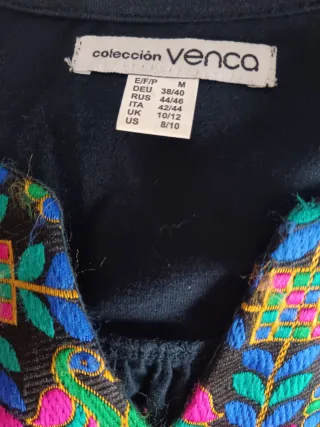 colección venca
E/F/P M
DEU 38/40
RUS 44/46
ITA 42/44
UK 10/12
US 8/10